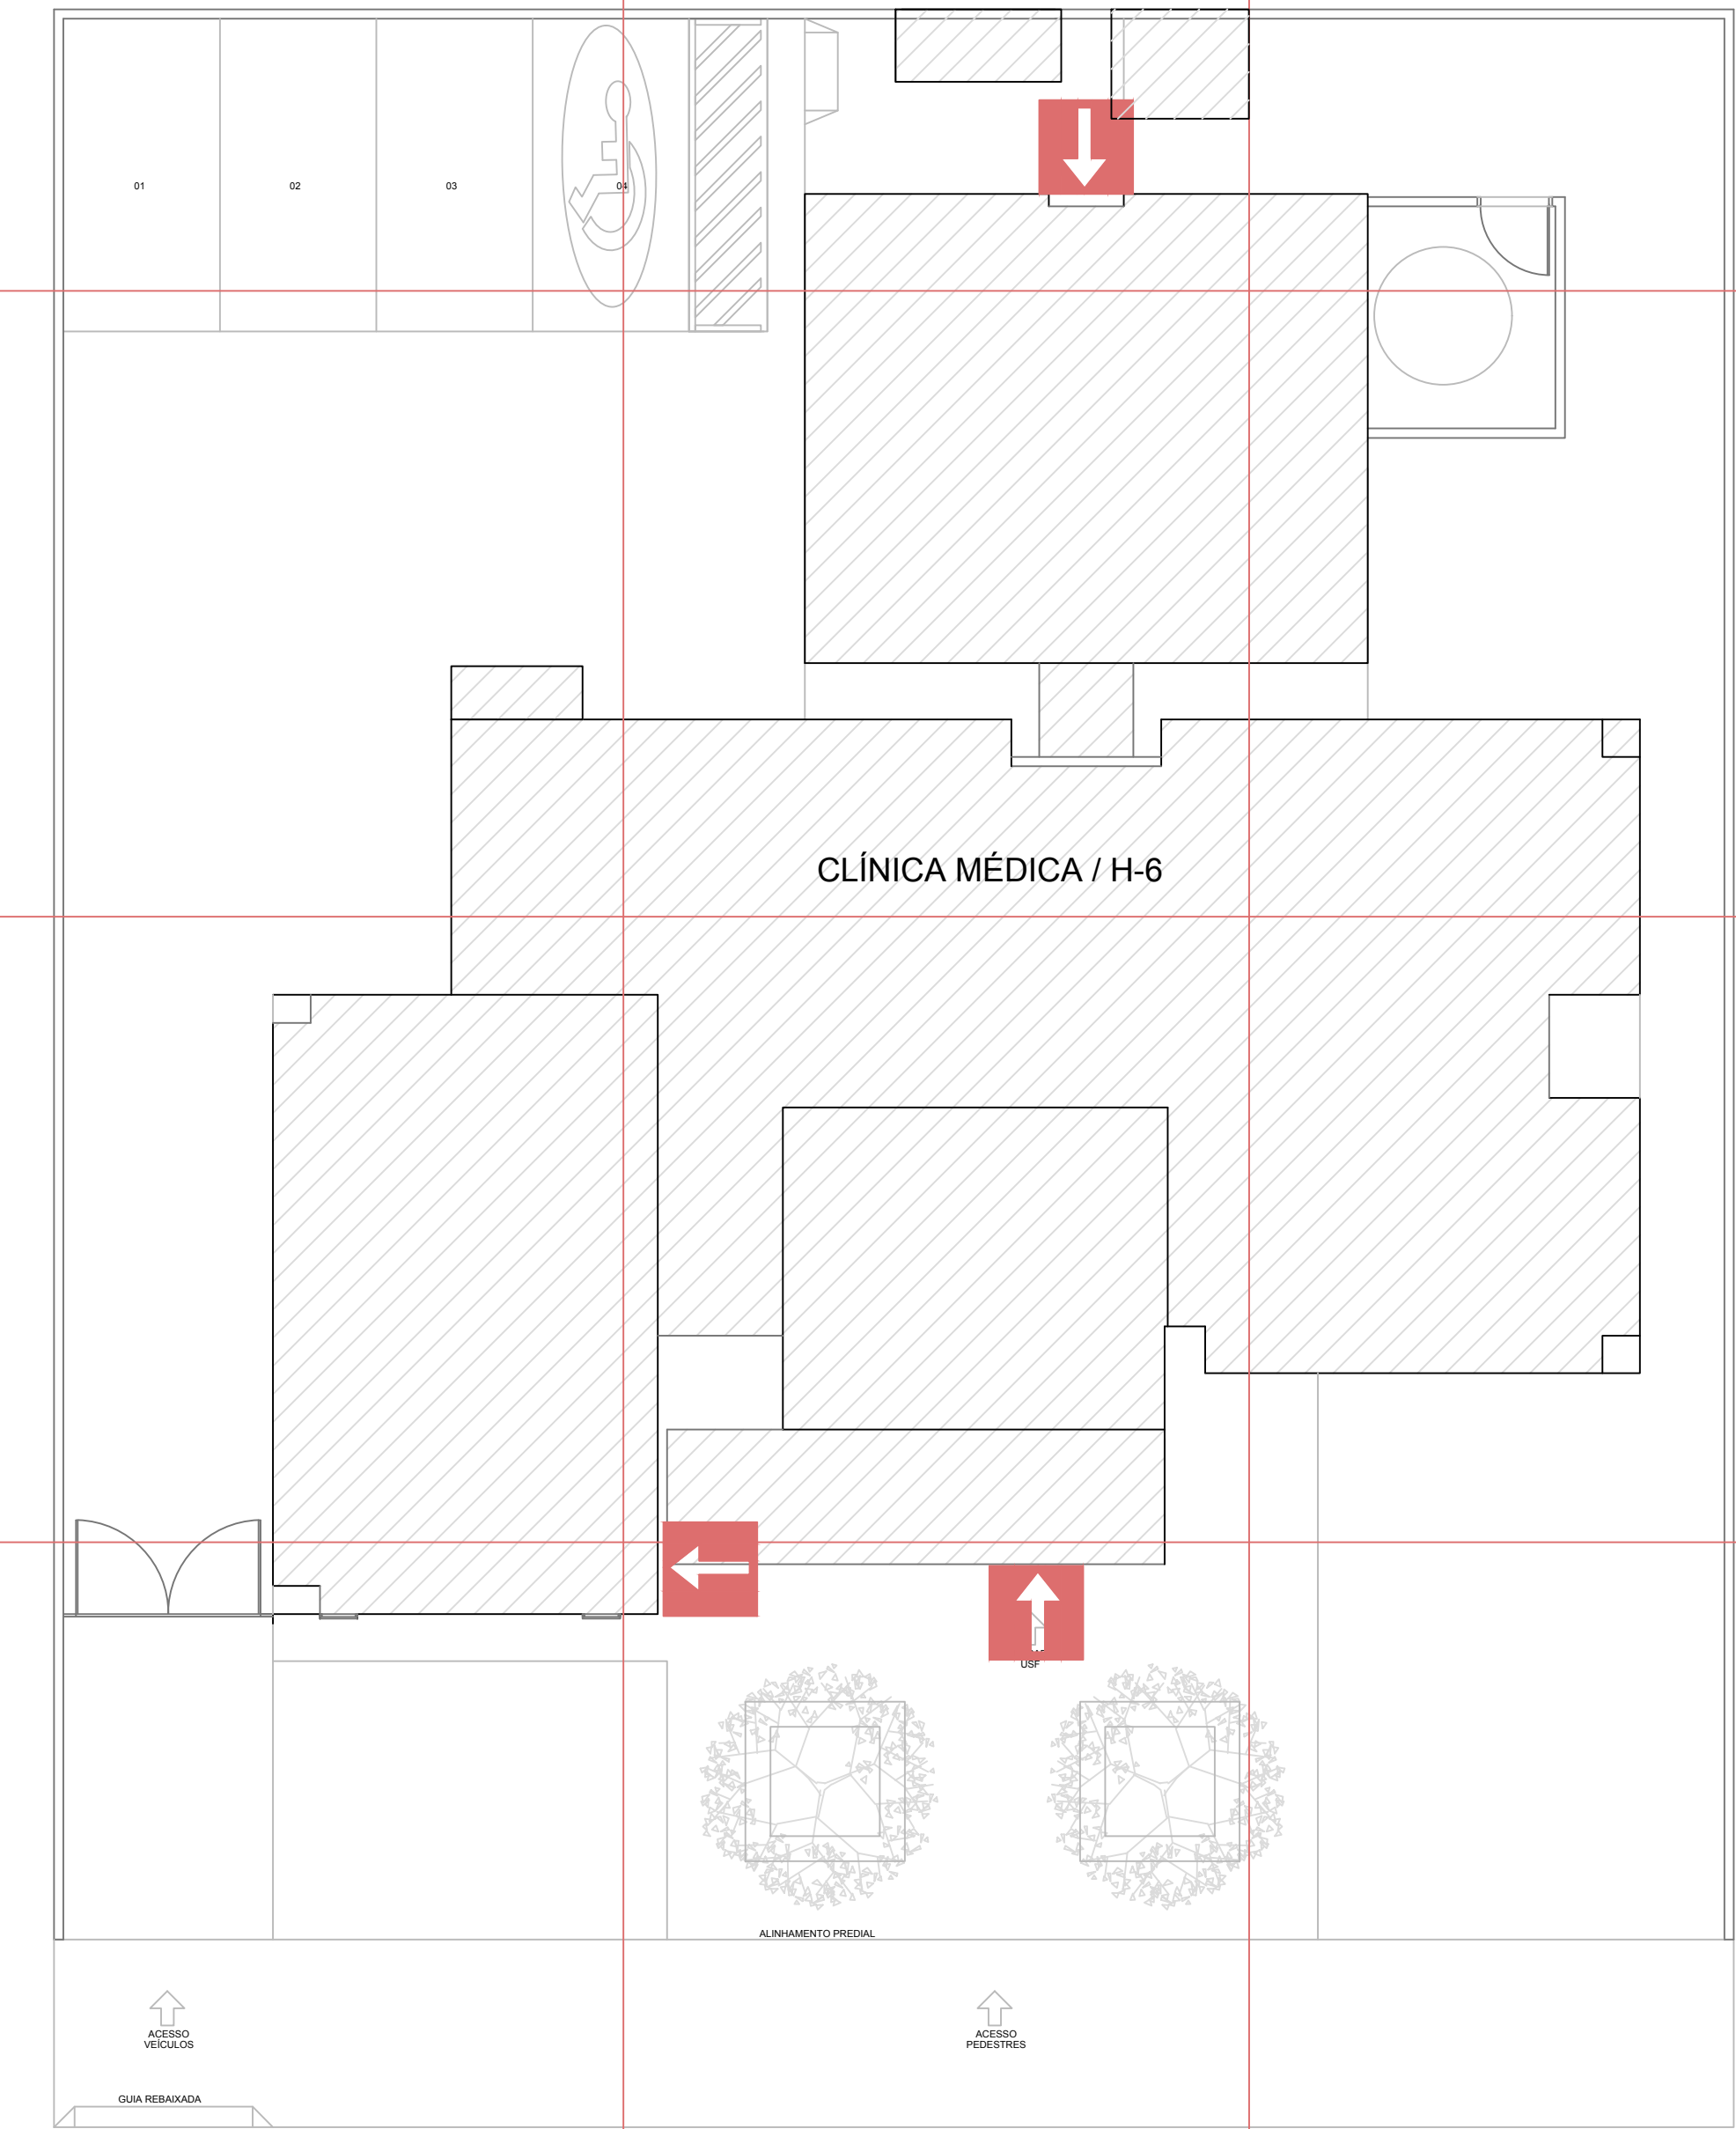 01
02
03
04
CLÍNICA MÉDICA / H-6
USF
ALINHAMENTO PREDIAL
ACESSO
VEÍCULOS
ACESSO
PEDESTRES
GUIA REBAIXADA